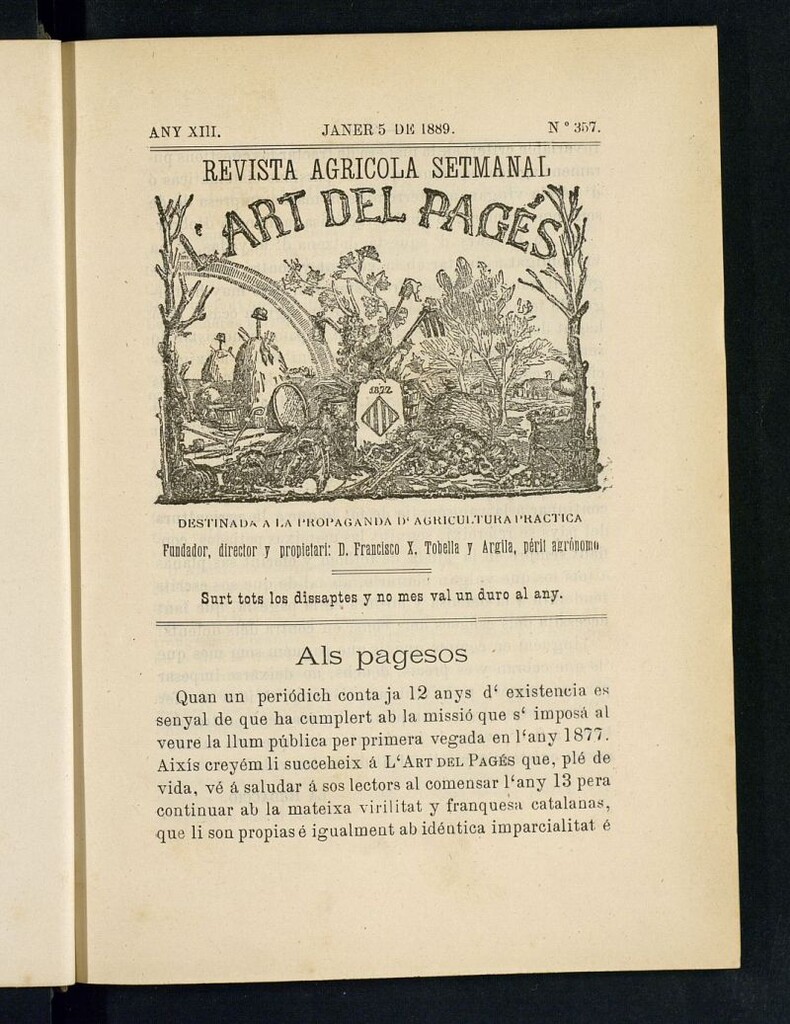 ANY XIII. JANER 5 DE 1889. Nº 357.
REVISTA AGRICOLA SETMANAL
L'ART DEL PAGÉS
1872
DESTINADA A LA PROPAGANDA D' AGRICULTURA PRACTICA
Fundador, director y propietari: D. Francisco X. Tobella y Argila, périt agrónomo
Surt tots los dissaptes y no mes val un duro al any.
Als pagesos
Quan un periódich conta ja 12 anys d‘ existencia es
senyal de que ha cumplert ab la missió que s‘ imposá al
veure la llum pública per primera vegada en l‘any 1877.
Aixís creyém li succeheix á L‘ART DEL PAGÉS que, plé de
vida, vé á saludar á sos lectors al comensar l‘any 13 pera
continuar ab la mateixa virilitat y franquesa catalanas,
que li son propias é igualment ab idéntica imparcialitat é